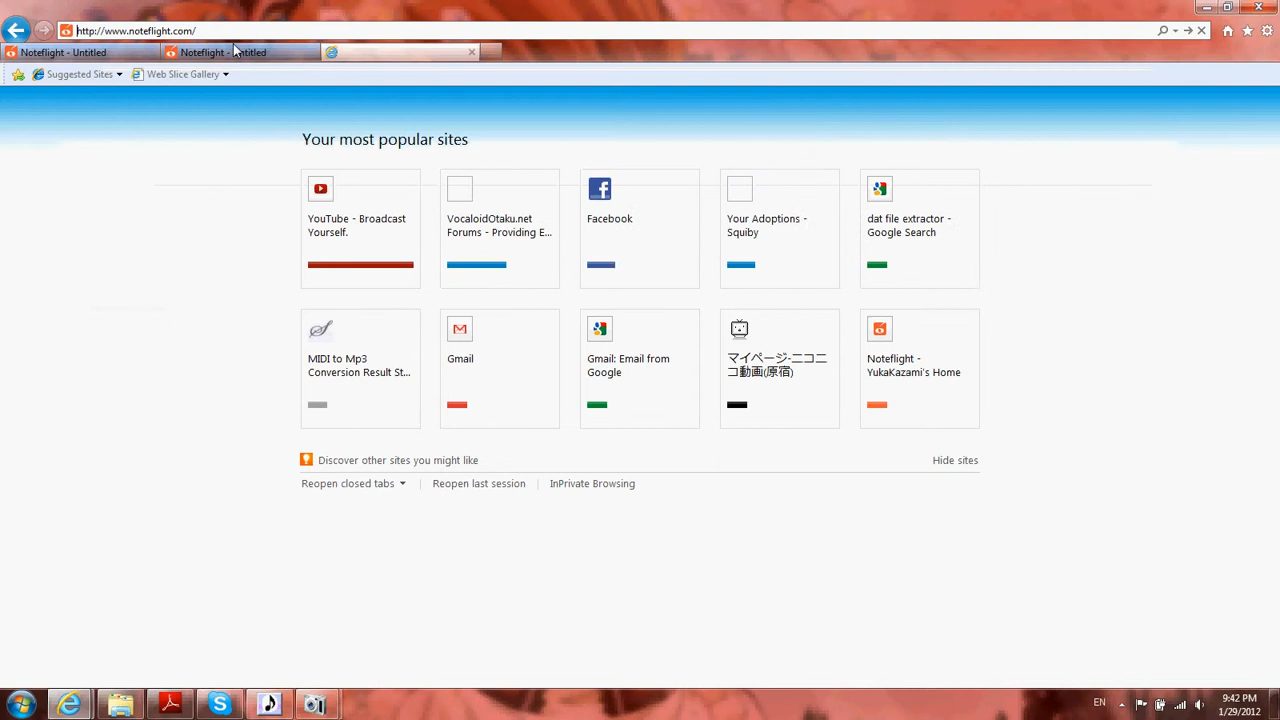 http://www.noteflight.com/
Noteflight - Untitled
Noteflight - Untitled
Suggested Sites
Web Slice Gallery
Your most popular sites
YouTube - Broadcast
Yourself.
VocaloidOtaku.net
Forums - Providing E...
Facebook
Your Adoptions -
Squiby
dat file extractor -
Google Search
MIDI to Mp3
Conversion Result St...
Gmail
Gmail: Email from
Google
マイページ-ニコニ
コ動画(原宿)
Noteflight -
YukaKazami's Home
Discover other sites you might like
Hide sites
Reopen closed tabs
Reopen last session
InPrivate Browsing
EN
9:42 PM
1/29/2012